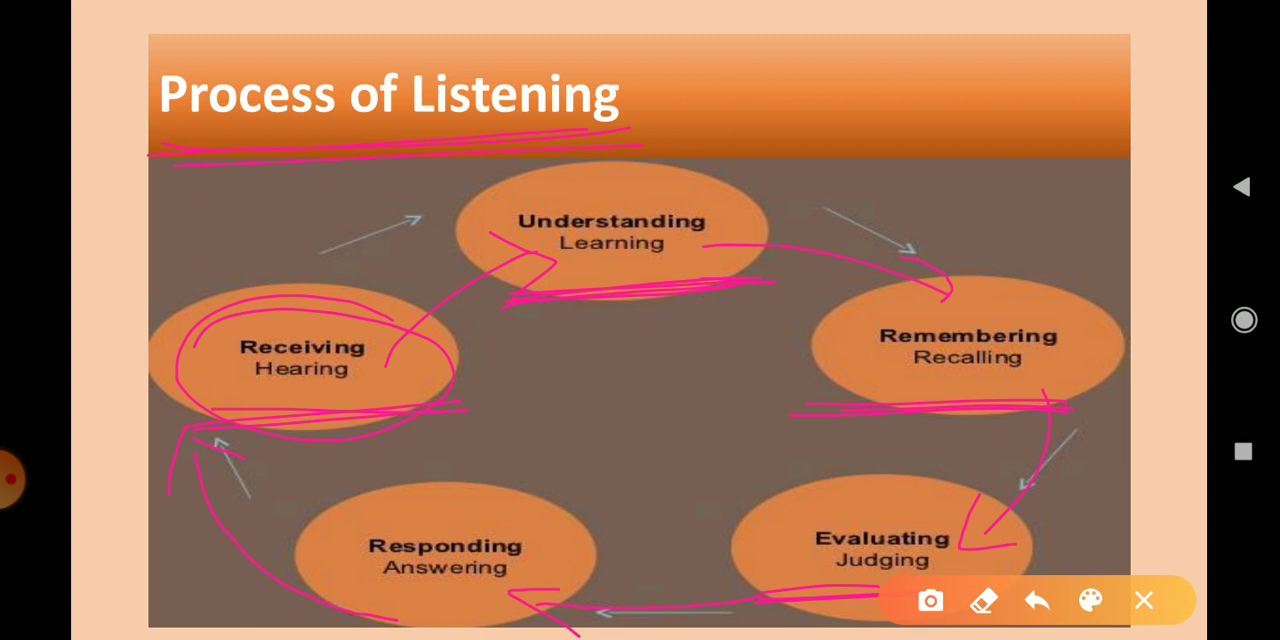 Process of Listening
Understanding
Learning
Remembering
Recalling
Evaluating
Judging
Responding
Answering
Receiving
Hearing